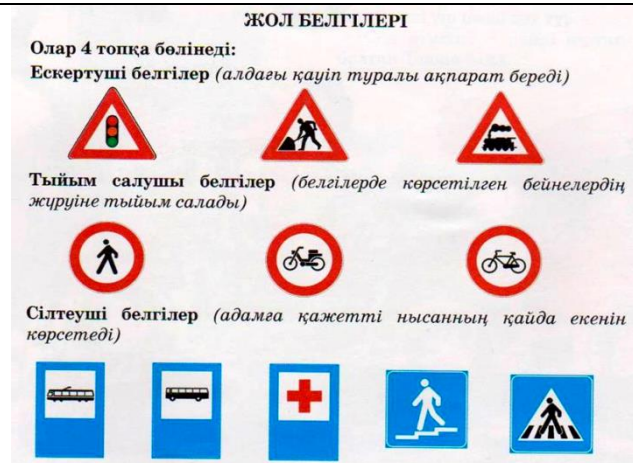 ЖОЛ БЕЛГІЛЕРІ
Олар 4 топқа бөлінеді:
Ескертуші белгілер (алдағы қауіп туралы ақпарат береді)
Тыйым салушы белгілер (белгілерде көрсетілген бейнелердің
жүруіне тыйым салады)
Сілтеуші белгілер (адамға қажетті нысанның қайда екенін
көрсетеді)